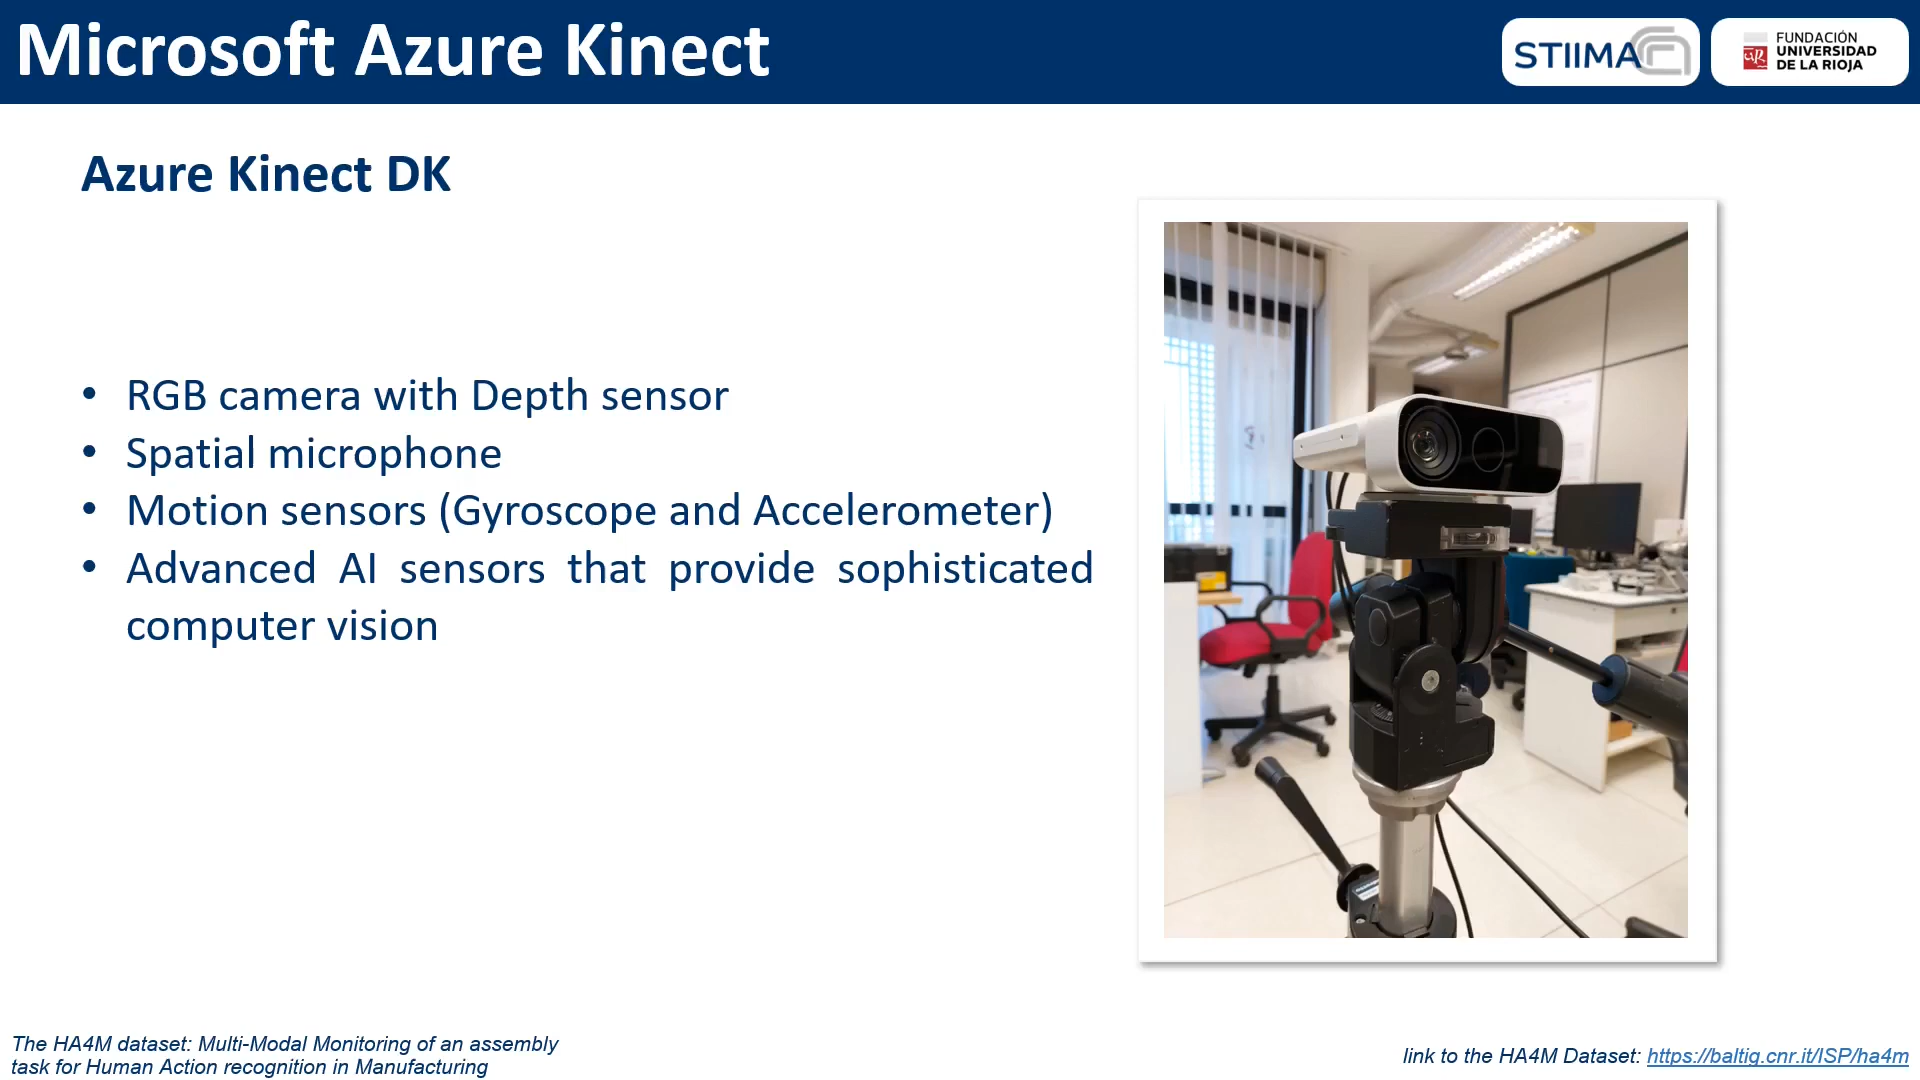 Microsoft Azure Kinect
STIIMA
FUNDACIÓN
UNIVERSIDAD
DE LA RIOJA
Azure Kinect DK
• RGB camera with Depth sensor
• Spatial microphone
• Motion sensors (Gyroscope and Accelerometer)
• Advanced AI sensors that provide sophisticated
computer vision
The HA4M dataset: Multi-Modal Monitoring of an assembly
task for Human Action recognition in Manufacturing
link to the HA4M Dataset: https://baltig.cnr.it/ISP/ha4m